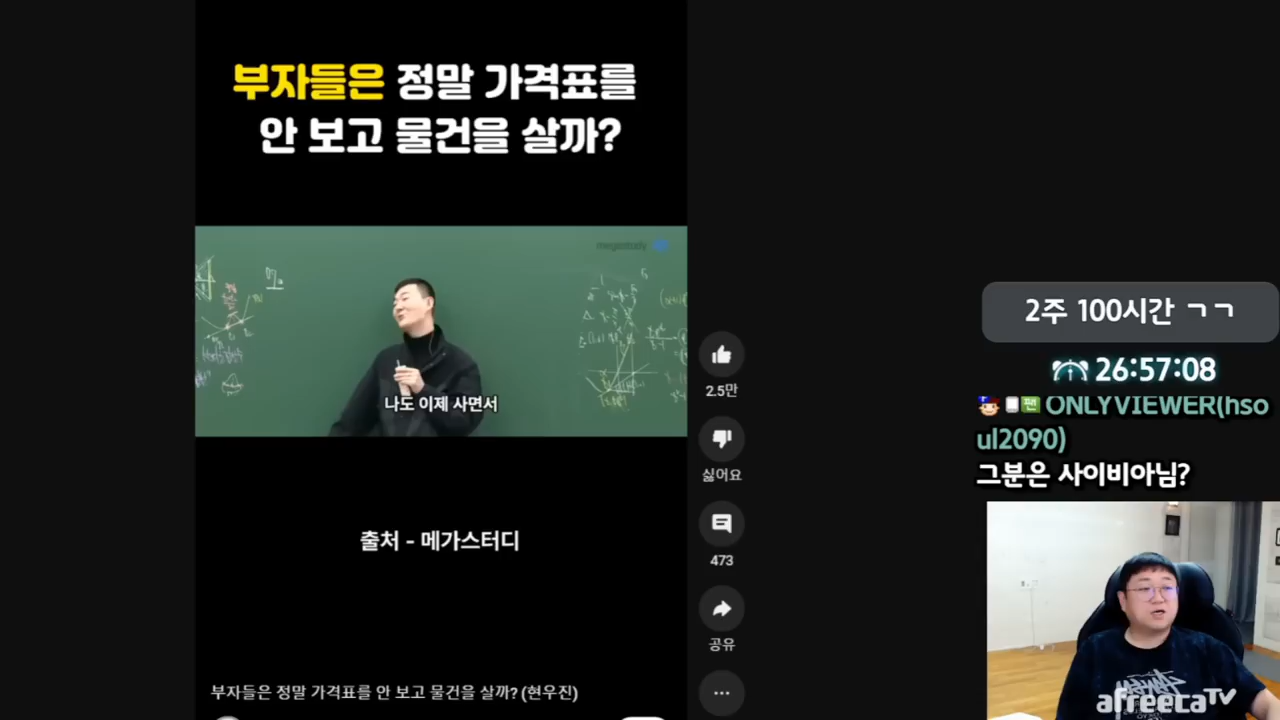 부자들은 정말 가격표를
안 보고 물건을 살까?
megastudy
나도 이제 사면서
출처 - 메가스터디
부자들은 정말 가격표를 안 보고 물건을 살까? (현우진)
2.5만
싫어요
473
공유
2주 100시간 ㄱㄱ
26:57:08
팬 ONLYVIEWER(hso
ul2090)
그분은 사이비아님?
afreecaTV